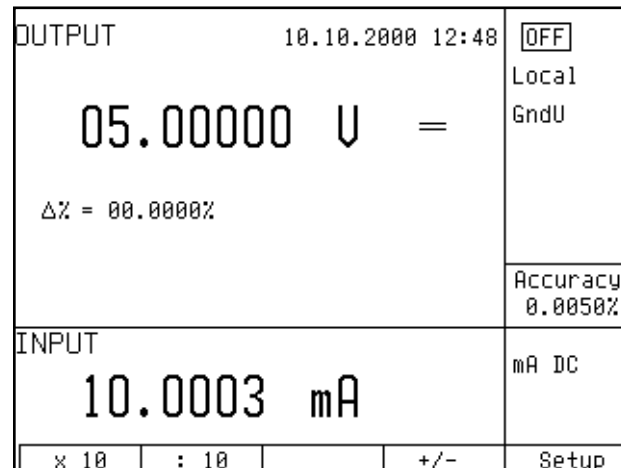 OUTPUT 10.10.2000 12:48
OFF
Local
GndU
05.00000 V =
Δ% = 00.0000%
Accuracy
0.0050%
INPUT
10.0003 mA
mA DC
x 10 : 10 +/- Setup